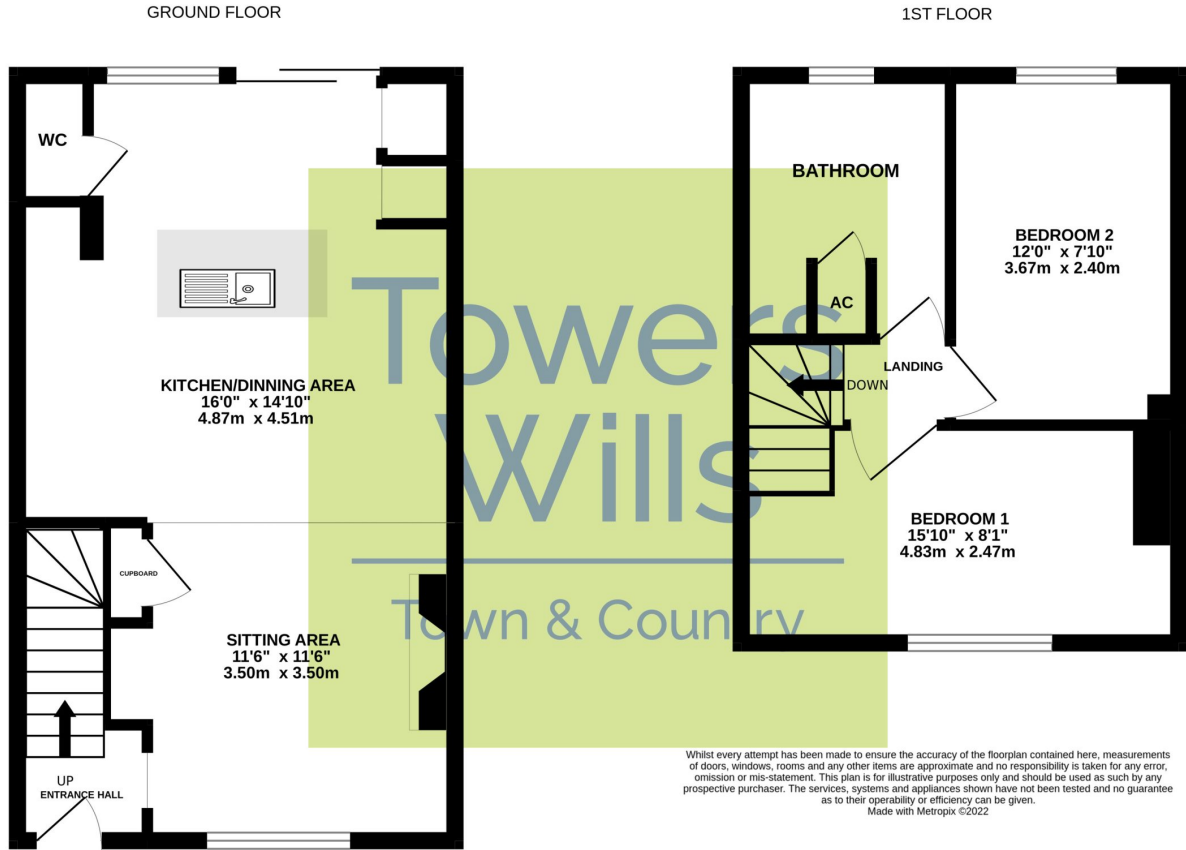 GROUND FLOOR
WC
KITCHEN/DINNING AREA
16'0" x 14'10"
4.87m x 4.51m
CUPBOARD
SITTING AREA
11'6" x 11'6"
3.50m x 3.50m
UP
ENTRANCE HALL
1ST FLOOR
BATHROOM
BEDROOM 2
12'0" x 7'10"
3.67m x 2.40m
AC
LANDING
DOWN
BEDROOM 1
15'10" x 8'1"
4.83m x 2.47m
Towers
Wills
Town & Country
Whilst every attempt has been made to ensure the accuracy of the floorplan contained here, measurements
of doors, windows, rooms and any other items are approximate and no responsibility is taken for any error,
omission or mis-statement. This plan is for illustrative purposes only and should be used as such by any
prospective purchaser. The services, systems and appliances shown have not been tested and no guarantee
as to their operability or efficiency can be given.
Made with Metropix ©2022